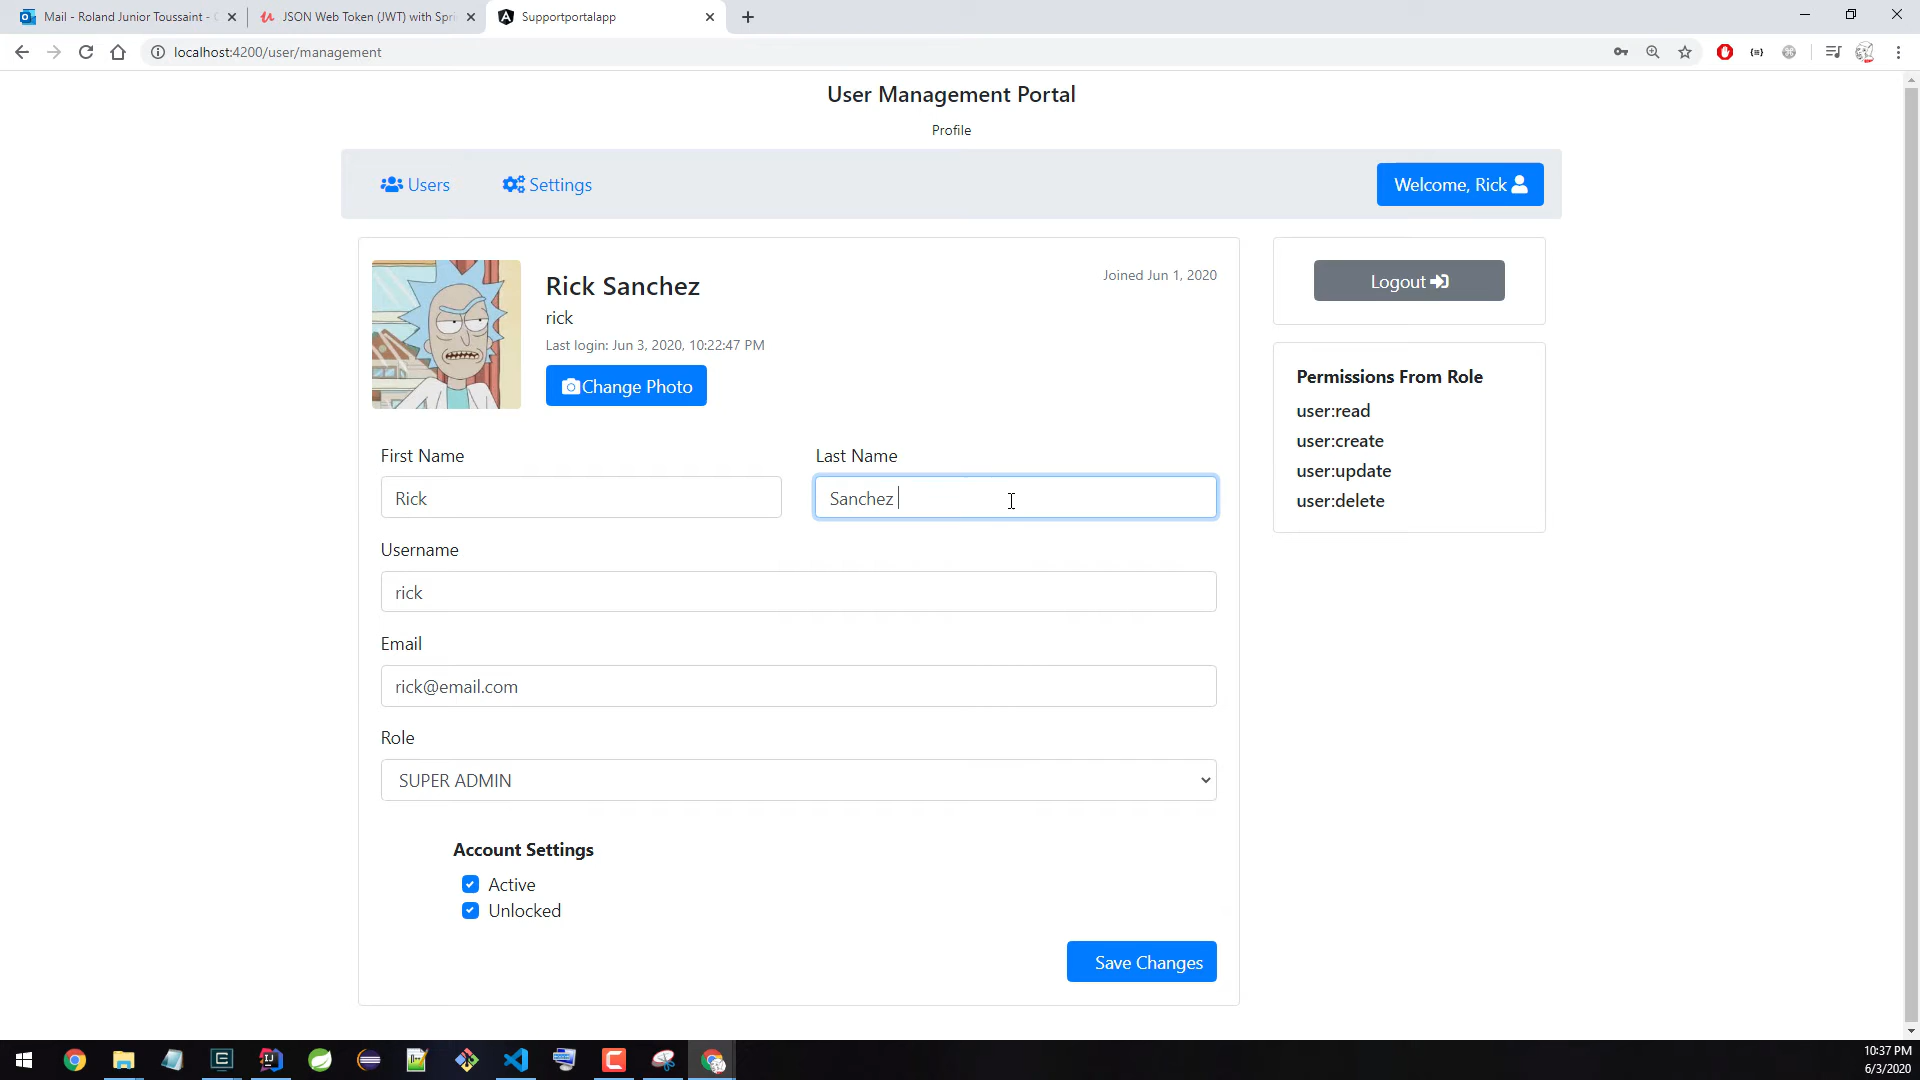 Mail - Roland Junior Toussaint -
JSON Web Token (JWT) with Spri
Supportportalapp
localhost:4200/user/management
User Management Portal
Profile
Users
Settings
Welcome, Rick
Rick Sanchez
Joined Jun 1, 2020
rick
Last login: Jun 3, 2020, 10:22:47 PM
Change Photo
Logout
Permissions From Role
user:read
user:create
user:update
user:delete
First Name
Last Name
Rick
Sanchez
Username
rick
Email
rick@email.com
Role
SUPER ADMIN
Account Settings
Active
Unlocked
Save Changes
10:37 PM
6/3/2020